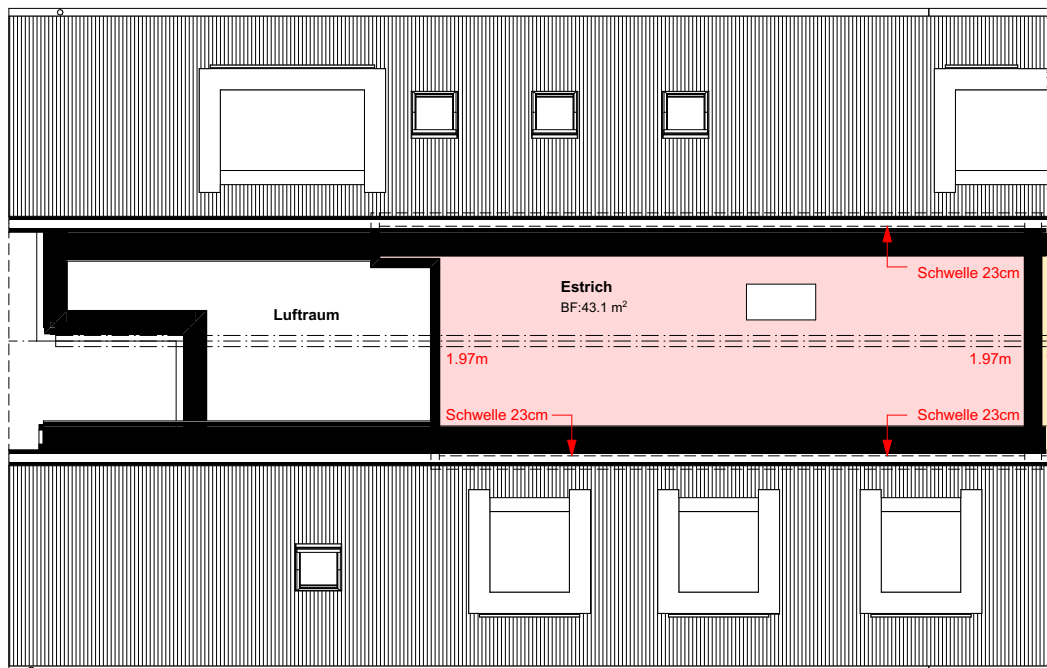 Schwelle 23cm
Estrich
BF:43.1 m²
Luftraum
1.97m
1.97m
Schwelle 23cm
Schwelle 23cm